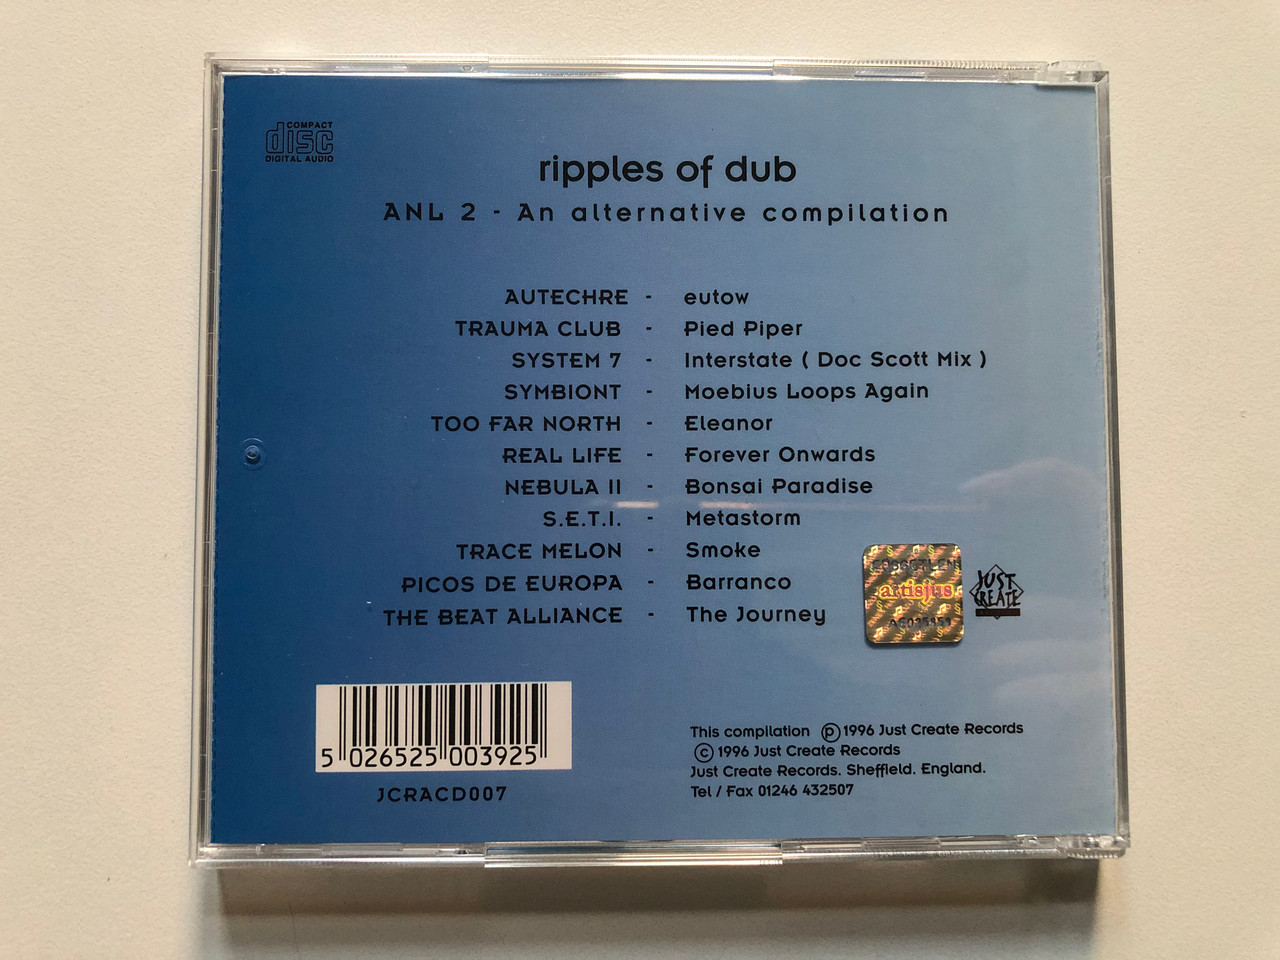 COMPACT
disc
DIGITAL AUDIO
ripples of dub
ANL 2 - An alternative compilation
AUTECHRE - eutow
TRAUMA CLUB - Pied Piper
SYSTEM 7 - Interstate ( Doc Scott Mix )
SYMBIONT - Moebius Loops Again
TOO FAR NORTH - Eleanor
REAL LIFE - Forever Onwards
NEBULA II - Bonsai Paradise
S.E.T.I. - Metastorm
TRACE MELON - Smoke
PICOS DE EUROPA - Barranco
THE BEAT ALLIANCE - The Journey
artisjus
JUST
CREATE
5 026525 003925
JCRACD007
This compilation ℗ 1996 Just Create Records
© 1996 Just Create Records
Just Create Records. Sheffield. England.
Tel / Fax 01246 432507